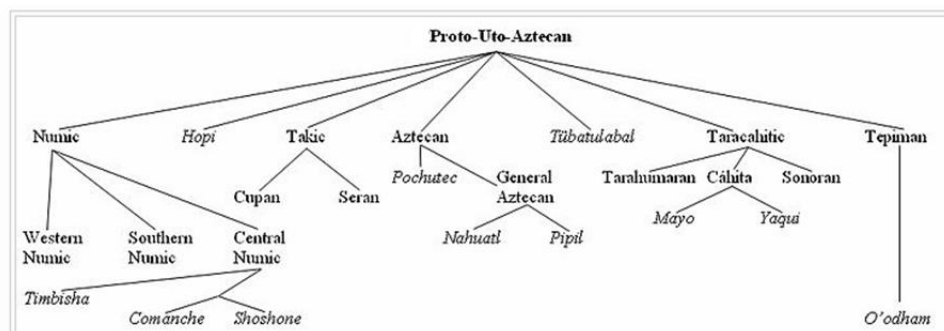 Proto-Uto-Aztecan
Numic Hopi Takic Aztecan Tübatulabal Taracahitic Tepiman
Pochutec General Aztecan Tarahumaran Cáhita Sonoran
Cupan Seran
Mayo Yaqui
Western Numic Southern Numic Central Numic Nahuatl Pipil
Timbisha
Comanche Shoshone O'odham